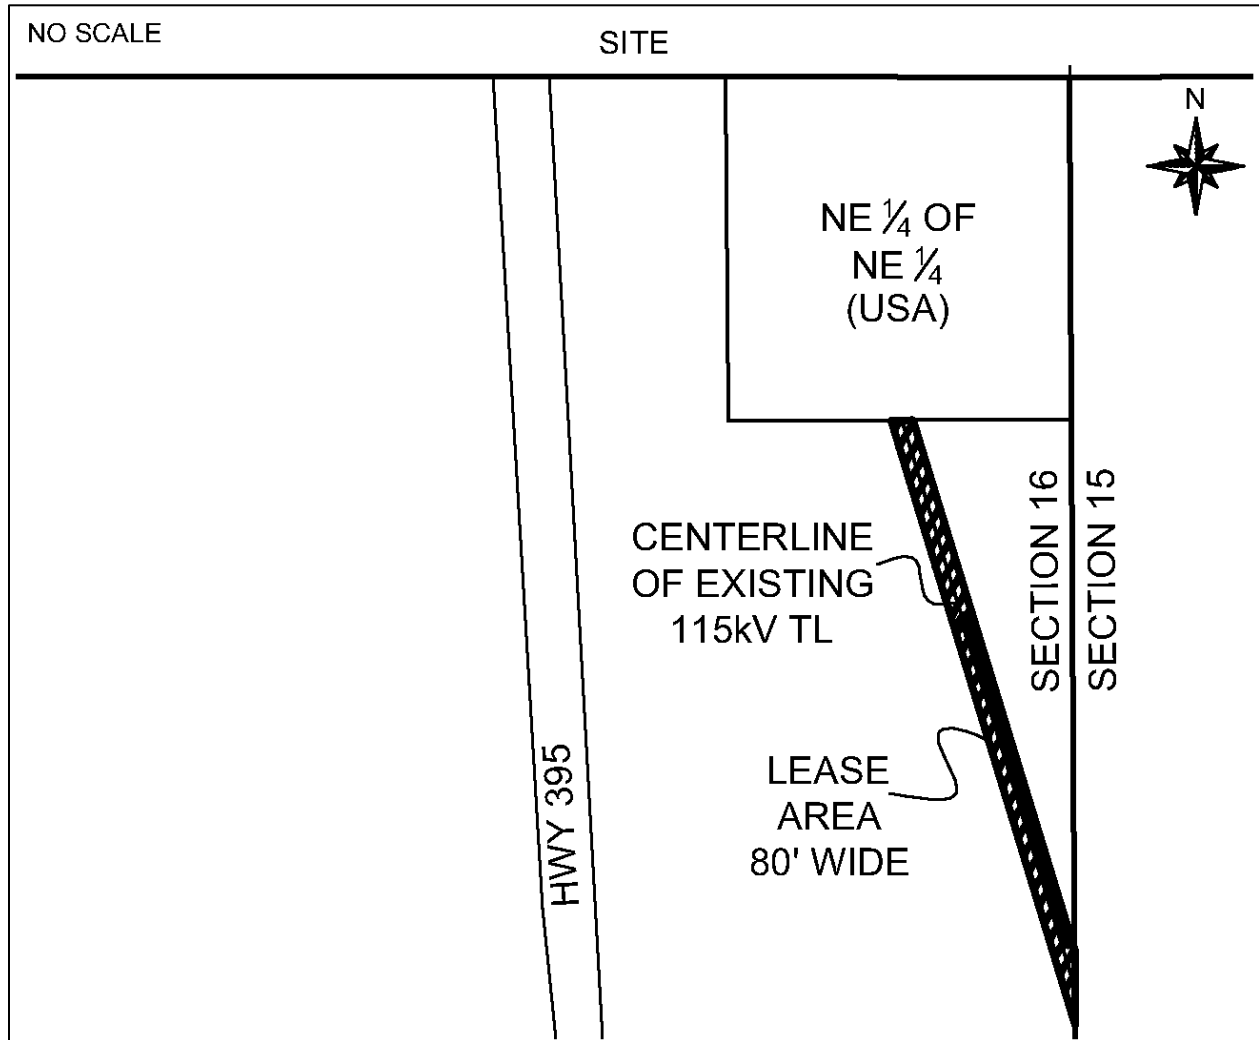 NO SCALE
SITE
N
NE ¼ OF
NE ¼
(USA)
SECTION 16
SECTION 15
CENTERLINE
OF EXISTING
115kV TL
LEASE
AREA
80' WIDE
HWY 395